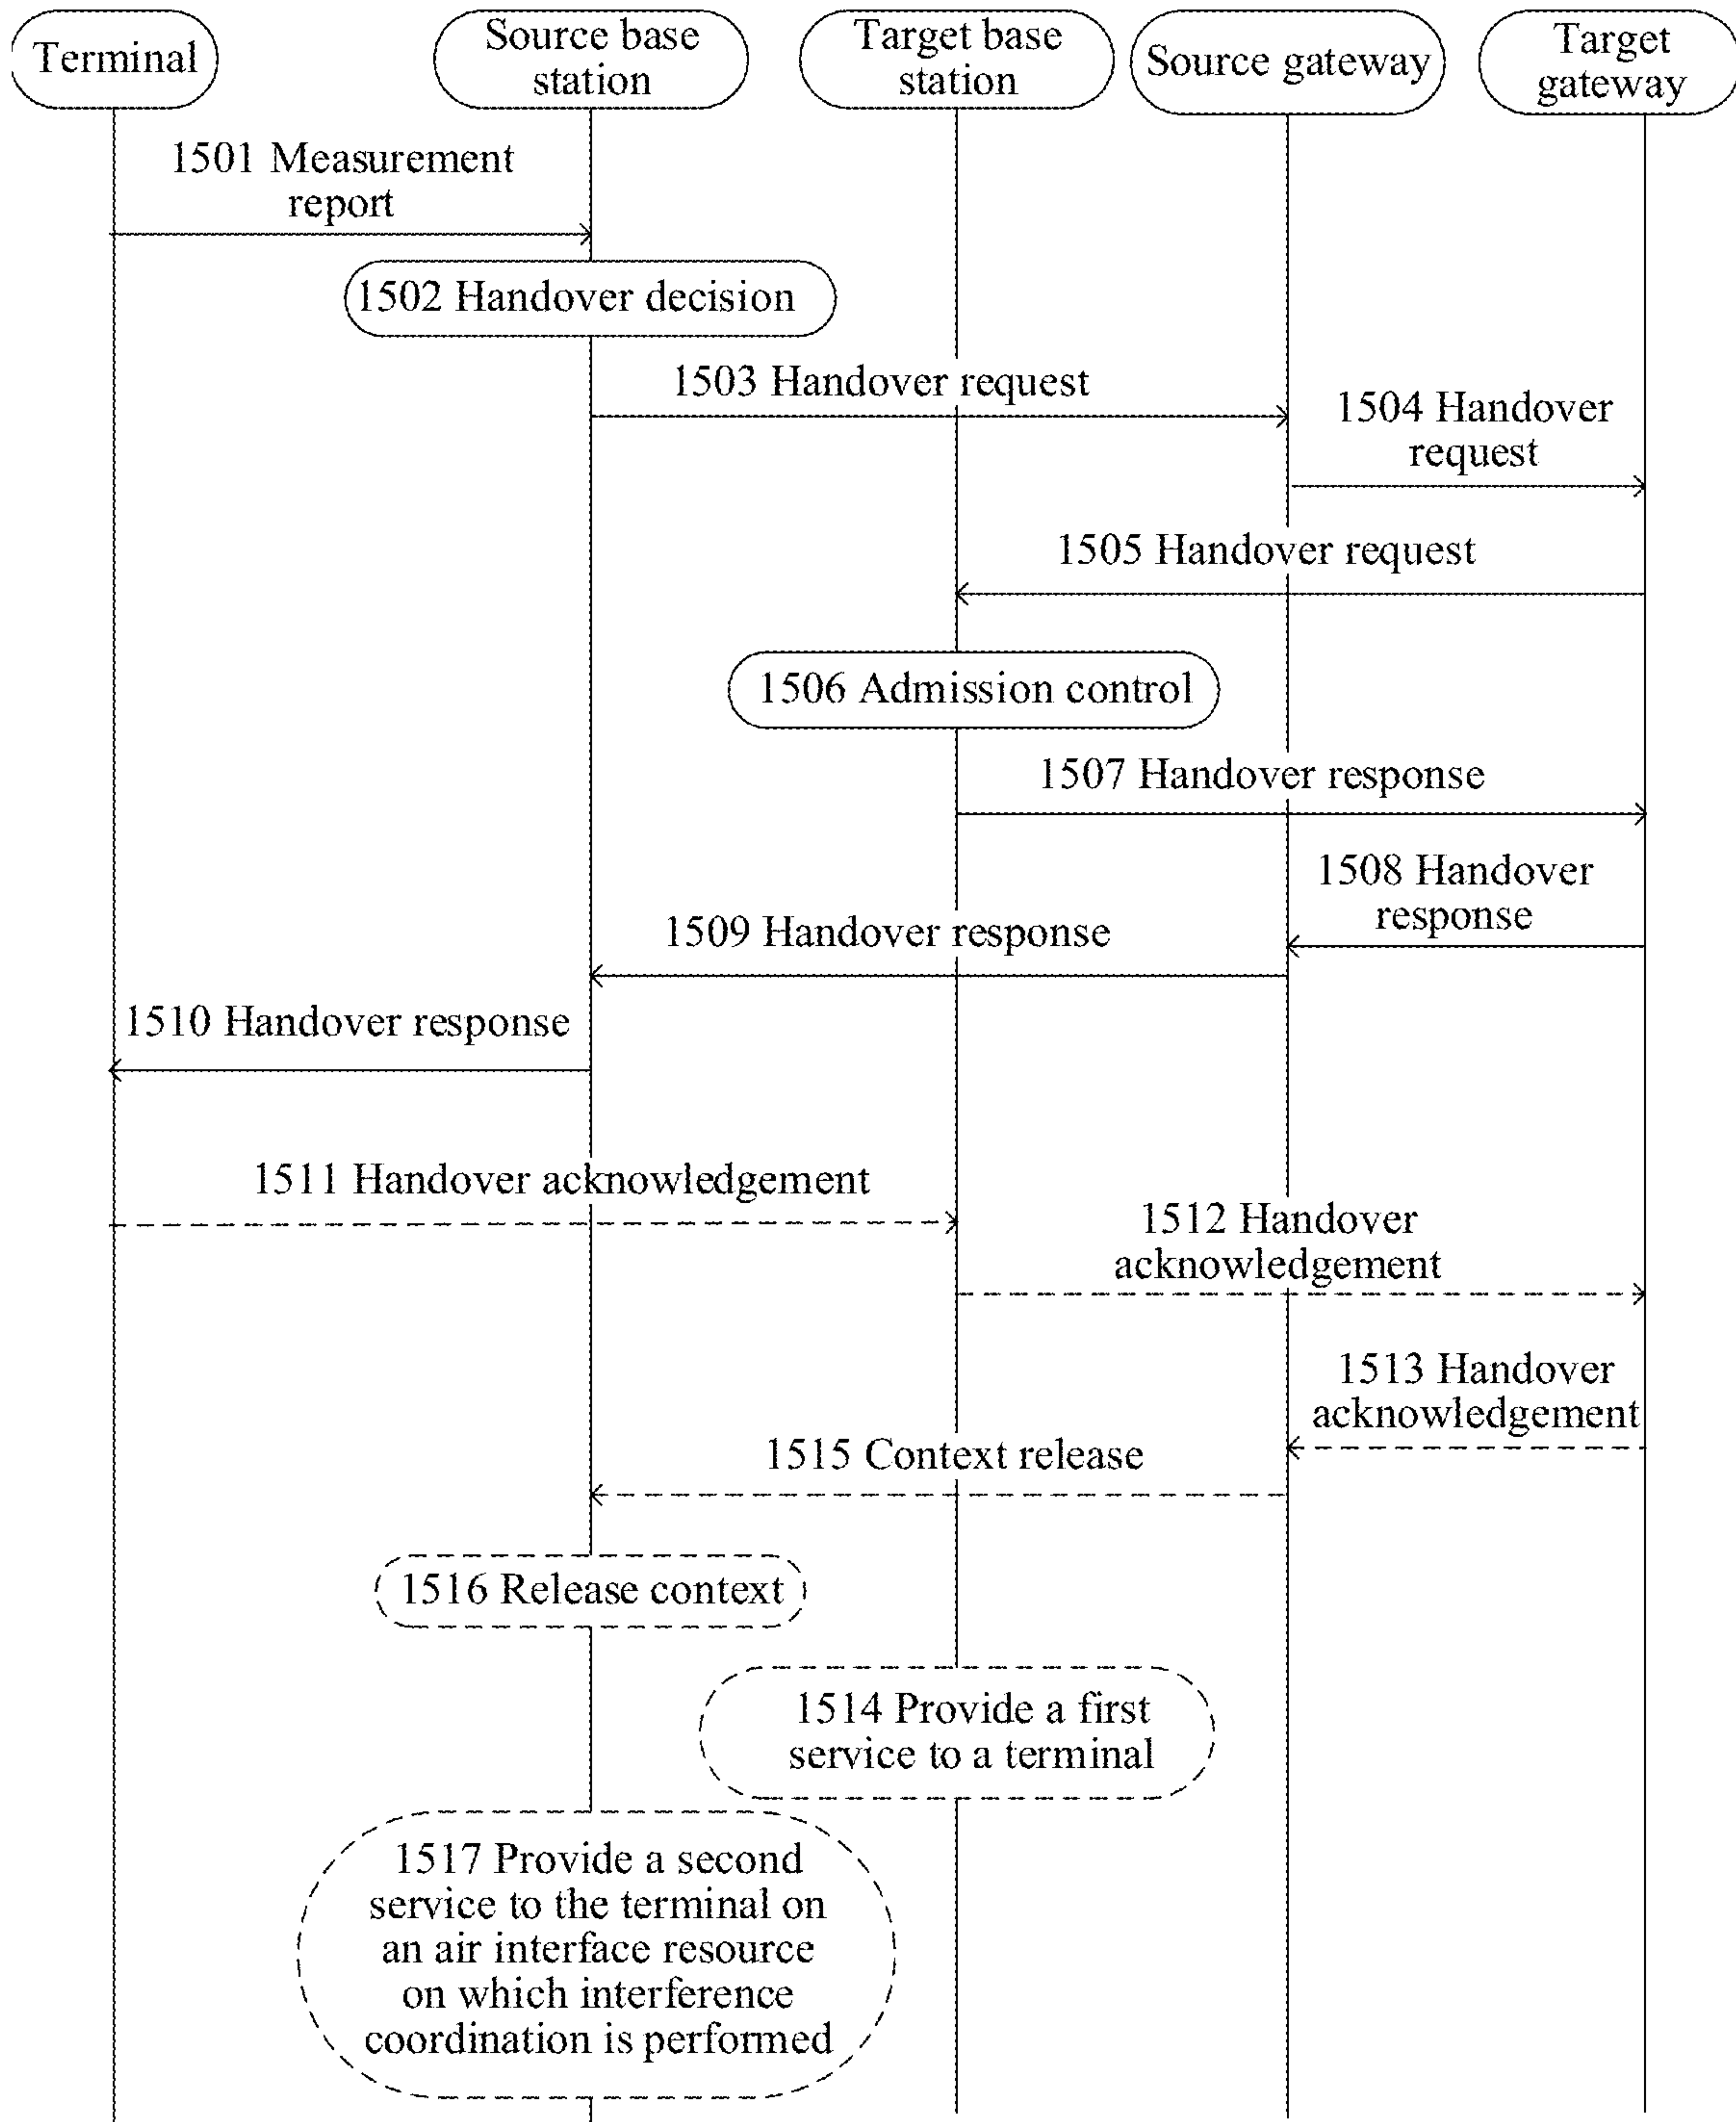 Terminal
Source base
station
Target base
station
Source gateway
Target
gateway
1501 Measurement
report
1502 Handover decision
1503 Handover request
1504 Handover
request
1505 Handover request
1506 Admission control
1507 Handover response
1508 Handover
response
1509 Handover response
1510 Handover response
1511 Handover acknowledgement
1512 Handover
acknowledgement
1513 Handover
acknowledgement
1515 Context release
1516 Release context
1514 Provide a first
service to a terminal
1517 Provide a second
service to the terminal on
an air interface resource
on which interference
coordination is performed